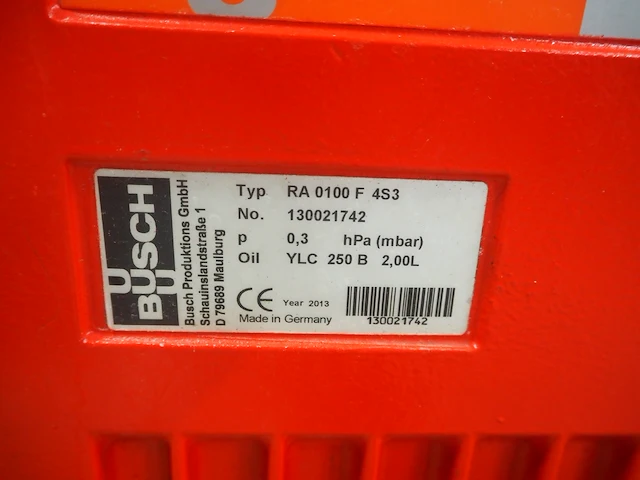 BUSCH
Busch Produktions GmbH
Schauinslandstraße 1
D 79689 Maulburg
Typ RA 0100 F 4S3
No. 130021742
p 0,3 hPa (mbar)
Oil YLC 250 B 2,00L
CE Year 2013
Made in Germany
130021742